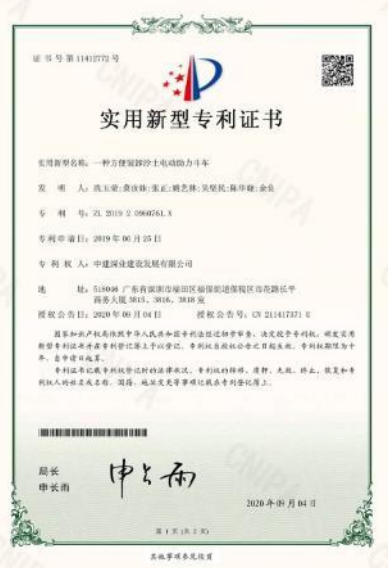 证书号第11412772号
实用新型专利证书
实用新型名称：一种方便装卸沙土电动助力斗车
发 明 人：洗玉荣;黄汝妹;张正;姚艺林;吴坚民;陈华晓;余良
专 利 号：ZL 2019 2 0960761.X
专利申请日：2019年06月25日
专 利 权 人：中建深业建设发展有限公司
地 址：518046 广东省深圳市福田区福保街道保税区市花路长平
商务大厦3815、3816、3818室
授权公告日：2020年09月04日 授权公告号：CN 211417371 U
国家知识产权局依照中华人民共和国专利法经过初步审查，决定授予专利权，颁发实用
新型专利证书并在专利登记簿上予以登记。专利权自授权公告之日起生效。专利权期限为十
年，自申请日起算。
专利证书记载专利权登记时的法律状况。专利权的转移、质押、无效、终止、恢复和专
利权人的姓名或名称、国籍、地址变更等事项记载在专利登记簿上。
局长
申长雨
申长雨
2020年09月04日
第 1 页 (共 2 页)
其他事项参见续页
CNIPA